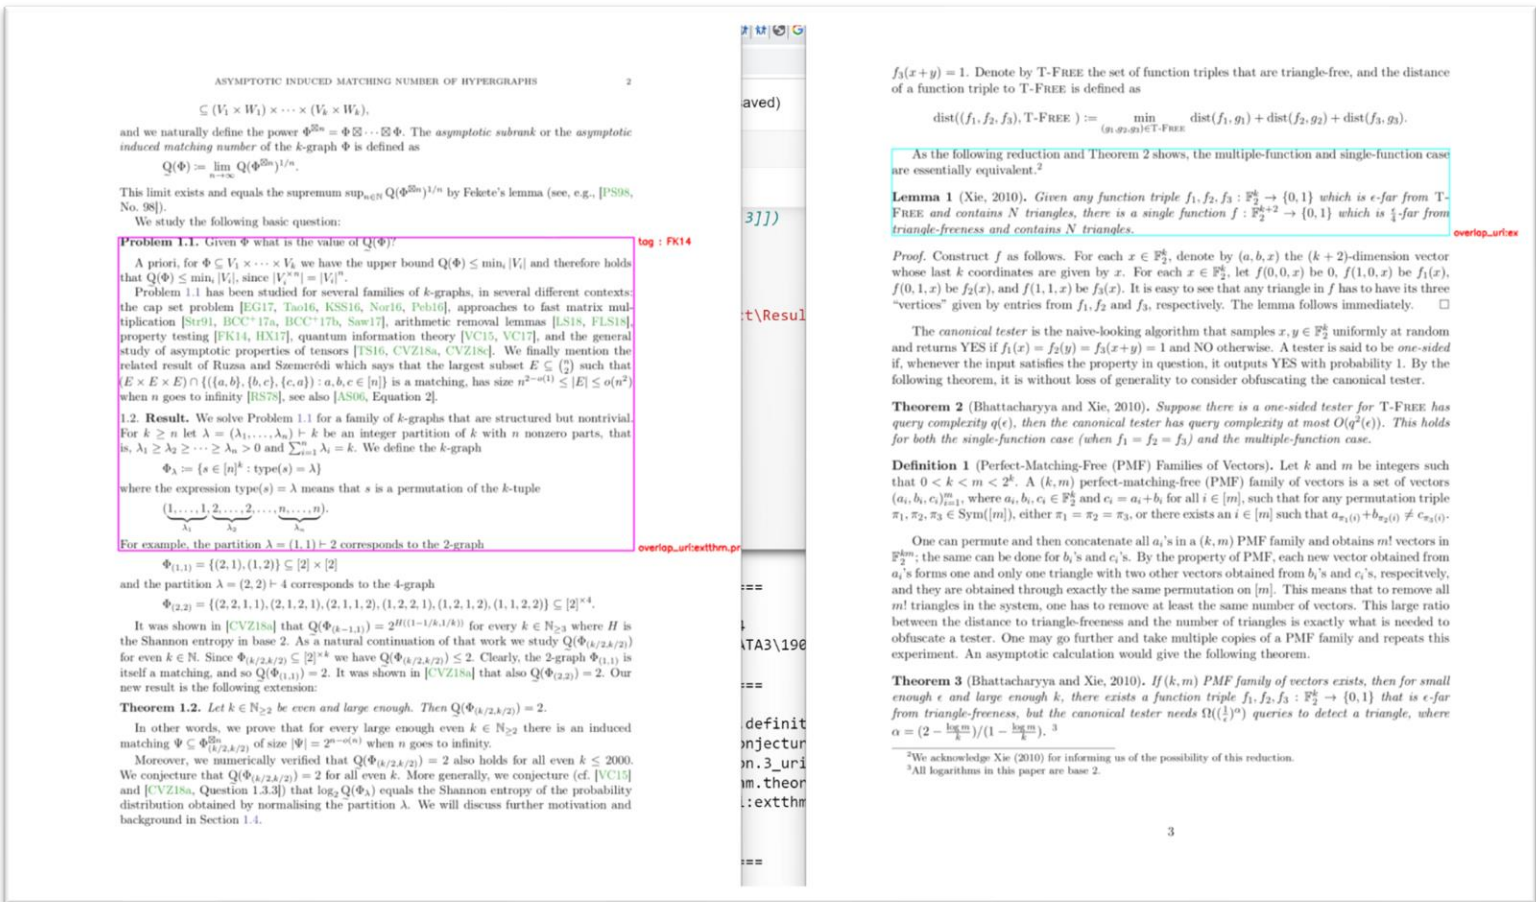 ASYMPTOTIC INDUCED MATCHING NUMBER OF HYPERGRAPHS 2
⊆ (V₁ × W₁) × ··· × (Vₖ × Wₖ),
and we naturally define the power Φ^⊠n = Φ ⊠ ··· ⊠ Φ. The asymptotic subrank or the asymptotic
induced matching number of the k-graph Φ is defined as
Q(Φ) := lim_{n→∞} Q(Φ^⊠n)^{1/n}.
This limit exists and equals the supremum sup_{n∈ℕ} Q(Φ^⊠n)^{1/n} by Fekete's lemma (see, e.g., [PS98,
No. 98]).
We study the following basic question:
Problem 1.1. Given Φ what is the value of Q(Φ)?
tag : FK14
A priori, for Φ ⊆ V₁ × ··· × Vₖ we have the upper bound Q(Φ) ≤ minᵢ |Vᵢ| and therefore holds
that Q(Φ) ≤ minᵢ |Vᵢ|, since |Vᵢ^{×n}| = |Vᵢ|ⁿ.
Problem 1.1 has been studied for several families of k-graphs, in several different contexts:
the cap set problem [EG17, Tao16, KSS16, Nor16, Peb16], approaches to fast matrix mul-
tiplication [Str91, BCC⁺17a, BCC⁺17b, Saw17], arithmetic removal lemmas [LS18, FLS18],
property testing [FK14, HX17], quantum information theory [VC15, VC17], and the general
study of asymptotic properties of tensors [TS16, CVZ18a, CVZ18c]. We finally mention the
related result of Ruzsa and Szemerédi which says that the largest subset E ⊆ (n choose 2) such that
(E × E × E) ∩ {({a, b}, {b, c}, {c, a}) : a, b, c ∈ [n]} is a matching, has size n^{2−o(1)} ≤ |E| ≤ o(n²)
when n goes to infinity [RS78], see also [AS06, Equation 2].
1.2. Result. We solve Problem 1.1 for a family of k-graphs that are structured but nontrivial.
For k ≥ n let λ = (λ₁, . . . , λₙ) ⊢ k be an integer partition of k with n nonzero parts, that
is, λ₁ ≥ λ₂ ≥ ··· ≥ λₙ > 0 and ∑ᵢ₌₁ⁿ λᵢ = k. We define the k-graph
Φ_λ := {s ∈ [n]ᵏ : type(s) = λ}
where the expression type(s) = λ means that s is a permutation of the k-tuple
(1, . . . , 1, 2, . . . , 2, . . . , n, . . . , n).
λ₁ λ₂ λₙ
For example, the partition λ = (1, 1) ⊢ 2 corresponds to the 2-graph
overlap_uri:extthm.pr
Φ_(1,1) = {(2, 1), (1, 2)} ⊆ [2] × [2]
and the partition λ = (2, 2) ⊢ 4 corresponds to the 4-graph
Φ_(2,2) = {(2, 2, 1, 1), (2, 1, 2, 1), (2, 1, 1, 2), (1, 2, 2, 1), (1, 2, 1, 2), (1, 1, 2, 2)} ⊆ [2]^{×4}.
It was shown in [CVZ18a] that Q(Φ_(k−1,1)) = 2^{H((1−1/k,1/k))} for every k ∈ ℕ≥3 where H is
the Shannon entropy in base 2. As a natural continuation of that work we study Q(Φ_(k/2,k/2))
for even k ∈ ℕ. Since Φ_(k/2,k/2) ⊆ [2]^{×k} we have Q(Φ_(k/2,k/2)) ≤ 2. Clearly, the 2-graph Φ_(1,1) is
itself a matching, and so Q(Φ_(1,1)) = 2. It was shown in [CVZ18a] that also Q(Φ_(2,2)) = 2. Our
new result is the following extension:
Theorem 1.2. Let k ∈ ℕ≥2 be even and large enough. Then Q(Φ_(k/2,k/2)) = 2.
In other words, we prove that for every large enough even k ∈ ℕ≥2 there is an induced
matching Ψ ⊆ Φ^⊠n_(k/2,k/2) of size |Ψ| = 2^{n−o(n)} when n goes to infinity.
Moreover, we numerically verified that Q(Φ_(k/2,k/2)) = 2 also holds for all even k ≤ 2000.
We conjecture that Q(Φ_(k/2,k/2)) = 2 for all even k. More generally, we conjecture (cf. [VC15]
and [CVZ18a, Question 1.3.3]) that log₂ Q(Φ_λ) equals the Shannon entropy of the probability
distribution obtained by normalising the partition λ. We will discuss further motivation and
background in Section 1.4.
aved)
3]])
:t\Resul
ATA3\190
.definit
onjectur
on.3_uri
nm.theor
:extthm
f₃(x + y) = 1. Denote by T-FREE the set of function triples that are triangle-free, and the distance
of a function triple to T-FREE is defined as
dist((f₁, f₂, f₃), T-FREE ) := min_{(g₁,g₂,g₃)∈T-FREE} dist(f₁, g₁) + dist(f₂, g₂) + dist(f₃, g₃).
As the following reduction and Theorem 2 shows, the multiple-function and single-function case
are essentially equivalent.²
Lemma 1 (Xie, 2010). Given any function triple f₁, f₂, f₃ : 𝔽₂ᵏ → {0, 1} which is ϵ-far from T-
FREE and contains N triangles, there is a single function f : 𝔽₂ᵏ⁺² → {0, 1} which is ϵ/4-far from
triangle-freeness and contains N triangles.
overlap_uri:ex
Proof. Construct f as follows. For each x ∈ 𝔽₂ᵏ, denote by (a, b, x) the (k + 2)-dimension vector
whose last k coordinates are given by x. For each x ∈ 𝔽₂ᵏ, let f(0, 0, x) be 0, f(1, 0, x) be f₁(x),
f(0, 1, x) be f₂(x), and f(1, 1, x) be f₃(x). It is easy to see that any triangle in f has to have its three
"vertices" given by entries from f₁, f₂ and f₃, respectively. The lemma follows immediately. □
The canonical tester is the naive-looking algorithm that samples x, y ∈ 𝔽₂ᵏ uniformly at random
and returns YES if f₁(x) = f₂(y) = f₃(x+y) = 1 and NO otherwise. A tester is said to be one-sided
if, whenever the input satisfies the property in question, it outputs YES with probability 1. By the
following theorem, it is without loss of generality to consider obfuscating the canonical tester.
Theorem 2 (Bhattacharyya and Xie, 2010). Suppose there is a one-sided tester for T-FREE has
query complexity q(ϵ), then the canonical tester has query complexity at most O(q²(ϵ)). This holds
for both the single-function case (when f₁ = f₂ = f₃) and the multiple-function case.
Definition 1 (Perfect-Matching-Free (PMF) Families of Vectors). Let k and m be integers such
that 0 < k < m < 2ᵏ. A (k, m) perfect-matching-free (PMF) family of vectors is a set of vectors
(aᵢ, bᵢ, cᵢ)ᵢ₌₁ᵐ, where aᵢ, bᵢ, cᵢ ∈ 𝔽₂ᵏ and cᵢ = aᵢ+bᵢ for all i ∈ [m], such that for any permutation triple
π₁, π₂, π₃ ∈ Sym([m]), either π₁ = π₂ = π₃, or there exists an i ∈ [m] such that a_{π₁(i)}+b_{π₂(i)} ≠ c_{π₃(i)}.
One can permute and then concatenate all aᵢ's in a (k, m) PMF family and obtains m! vectors in
𝔽₂ᵏᵐ; the same can be done for bᵢ's and cᵢ's. By the property of PMF, each new vector obtained from
aᵢ's forms one and only one triangle with two other vectors obtained from bᵢ's and cᵢ's, respecitvely,
and they are obtained through exactly the same permutation on [m]. This means that to remove all
m! triangles in the system, one has to remove at least the same number of vectors. This large ratio
between the distance to triangle-freeness and the number of triangles is exactly what is needed to
obfuscate a tester. One may go further and take multiple copies of a PMF family and repeats this
experiment. An asymptotic calculation would give the following theorem.
Theorem 3 (Bhattacharyya and Xie, 2010). If (k, m) PMF family of vectors exists, then for small
enough ϵ and large enough k, there exists a function triple f₁, f₂, f₃ : 𝔽₂ᵏ → {0, 1} that is ϵ-far
from triangle-freeness, but the canonical tester needs Ω((1/ϵ)^α) queries to detect a triangle, where
α = (2 − log m/k)/(1 − log m/k). ³
²We acknowledge Xie (2010) for informing us of the possibility of this reduction.
³All logarithms in this paper are base 2.
3